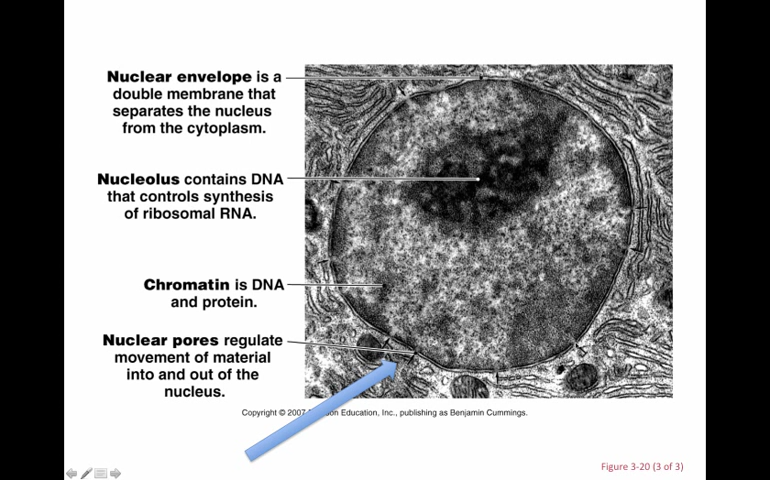 Nuclear envelope is a
double membrane that
separates the nucleus
from the cytoplasm.
Nucleolus contains DNA
that controls synthesis
of ribosomal RNA.
Chromatin is DNA
and protein.
Nuclear pores regulate
movement of material
into and out of the
nucleus.
Copyright © 2007 Education, Inc., publishing as Benjamin Cummings.
Figure 3-20 (3 of 3)